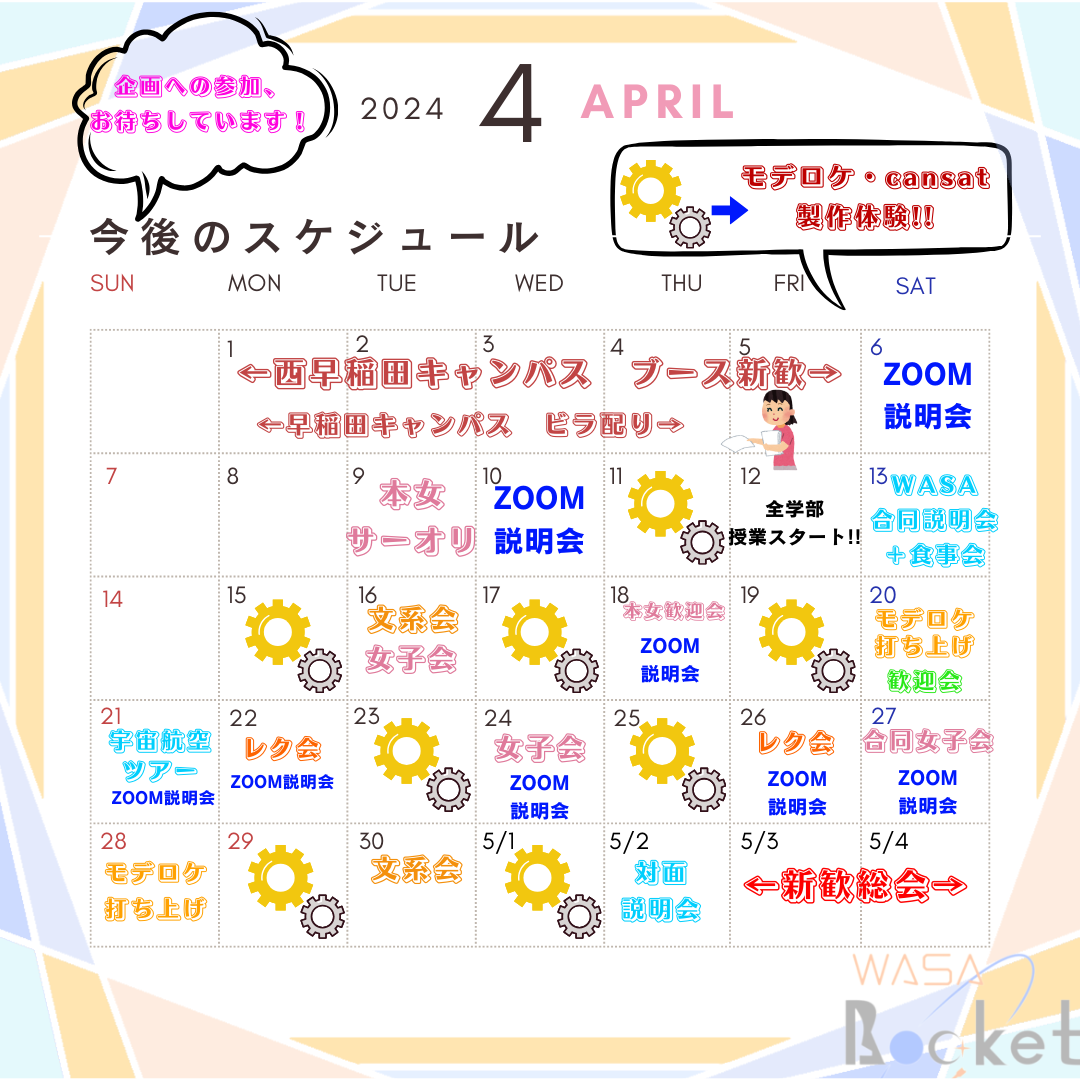 企画への参加、
お待ちしています！
2024 4 APRIL
モデロケ・cansat
製作体験!!
今後のスケジュール
SUN MON TUE WED THU FRI SAT
1 2 3 4 5 6
←西早稲田キャンパス ブース新歓→
←早稲田キャンパス ビラ配り→
ZOOM
説明会
7 8 9 10 11 12 13
本女
サーオリ
ZOOM
説明会
全学部
授業スタート!!
WASA
合同説明会
＋食事会
14 15 16 17 18 19 20
文系会
女子会
本女歓迎会
ZOOM
説明会
モデロケ
打ち上げ
歓迎会
21 22 23 24 25 26 27
宇宙航空
ツアー
ZOOM説明会
レク会
ZOOM説明会
女子会
ZOOM
説明会
レク会
ZOOM
説明会
合同女子会
ZOOM
説明会
28 29 30 5/1 5/2 5/3 5/4
モデロケ
打ち上げ
文系会
対面
説明会
←新歓総会→
WASA
Rocket